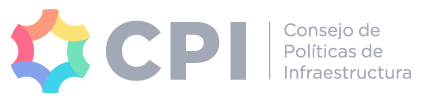 CPI
Consejo de
Políticas de
Infraestructura